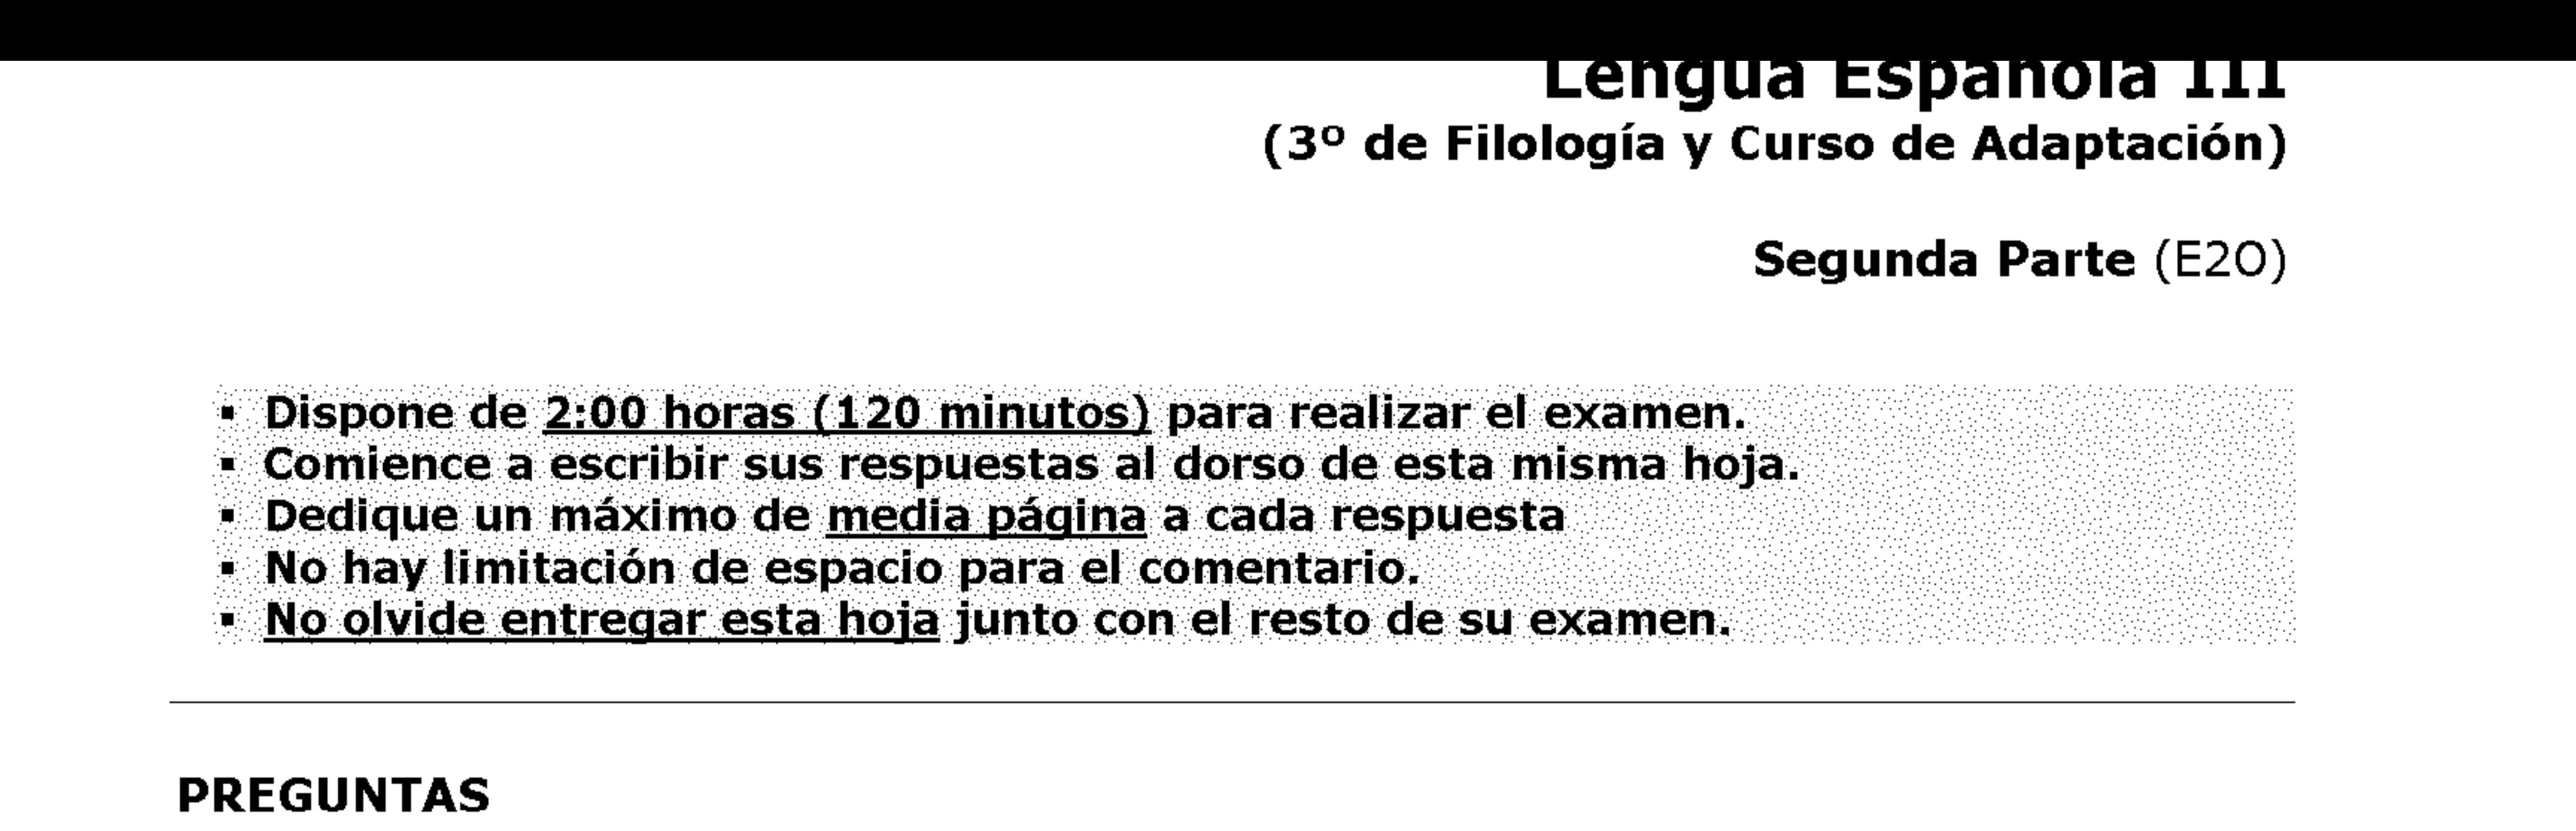 Lengua Española III
(3º de Filología y Curso de Adaptación)
Segunda Parte (E2O)
▪ Dispone de 2:00 horas (120 minutos) para realizar el examen.
▪ Comience a escribir sus respuestas al dorso de esta misma hoja.
▪ Dedique un máximo de media página a cada respuesta
▪ No hay limitación de espacio para el comentario.
▪ No olvide entregar esta hoja junto con el resto de su examen.
PREGUNTAS